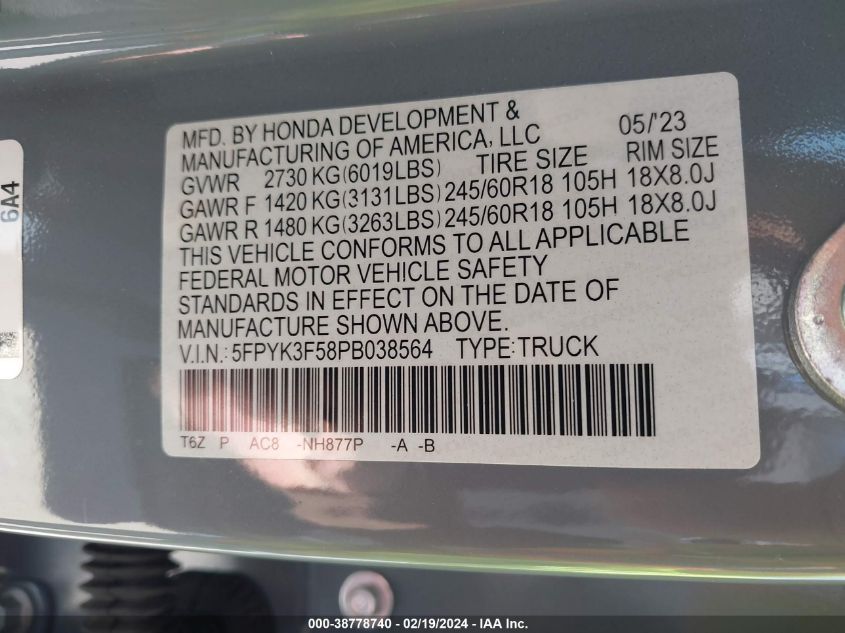 6A4
MFD. BY HONDA DEVELOPMENT & 05/'23
MANUFACTURING OF AMERICA, LLC
GVWR 2730 KG(6019LBS) TIRE SIZE RIM SIZE
GAWR F 1420 KG(3131LBS) 245/60R18 105H 18X8.0J
GAWR R 1480 KG(3263LBS) 245/60R18 105H 18X8.0J
THIS VEHICLE CONFORMS TO ALL APPLICABLE
FEDERAL MOTOR VEHICLE SAFETY
STANDARDS IN EFFECT ON THE DATE OF
MANUFACTURE SHOWN ABOVE.
V.I.N.: 5FPYK3F58PB038564 TYPE:TRUCK
T6Z P AC8 -NH877P -A -B
000-38778740 - 02/19/2024 - IAA Inc.